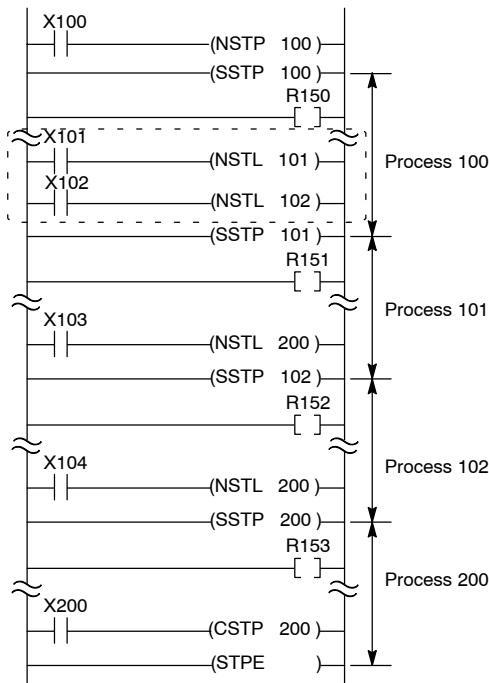 X100
(NSTP 100)
(SSTP 100)
R150
X101
(NSTL 101)
Process 100
X102
(NSTL 102)
(SSTP 101)
R151
Process 101
X103
(NSTL 200)
(SSTP 102)
R152
X104
Process 102
(NSTL 200)
(SSTP 200)
R153
Process 200
X200
(CSTP 200)
(STPE )